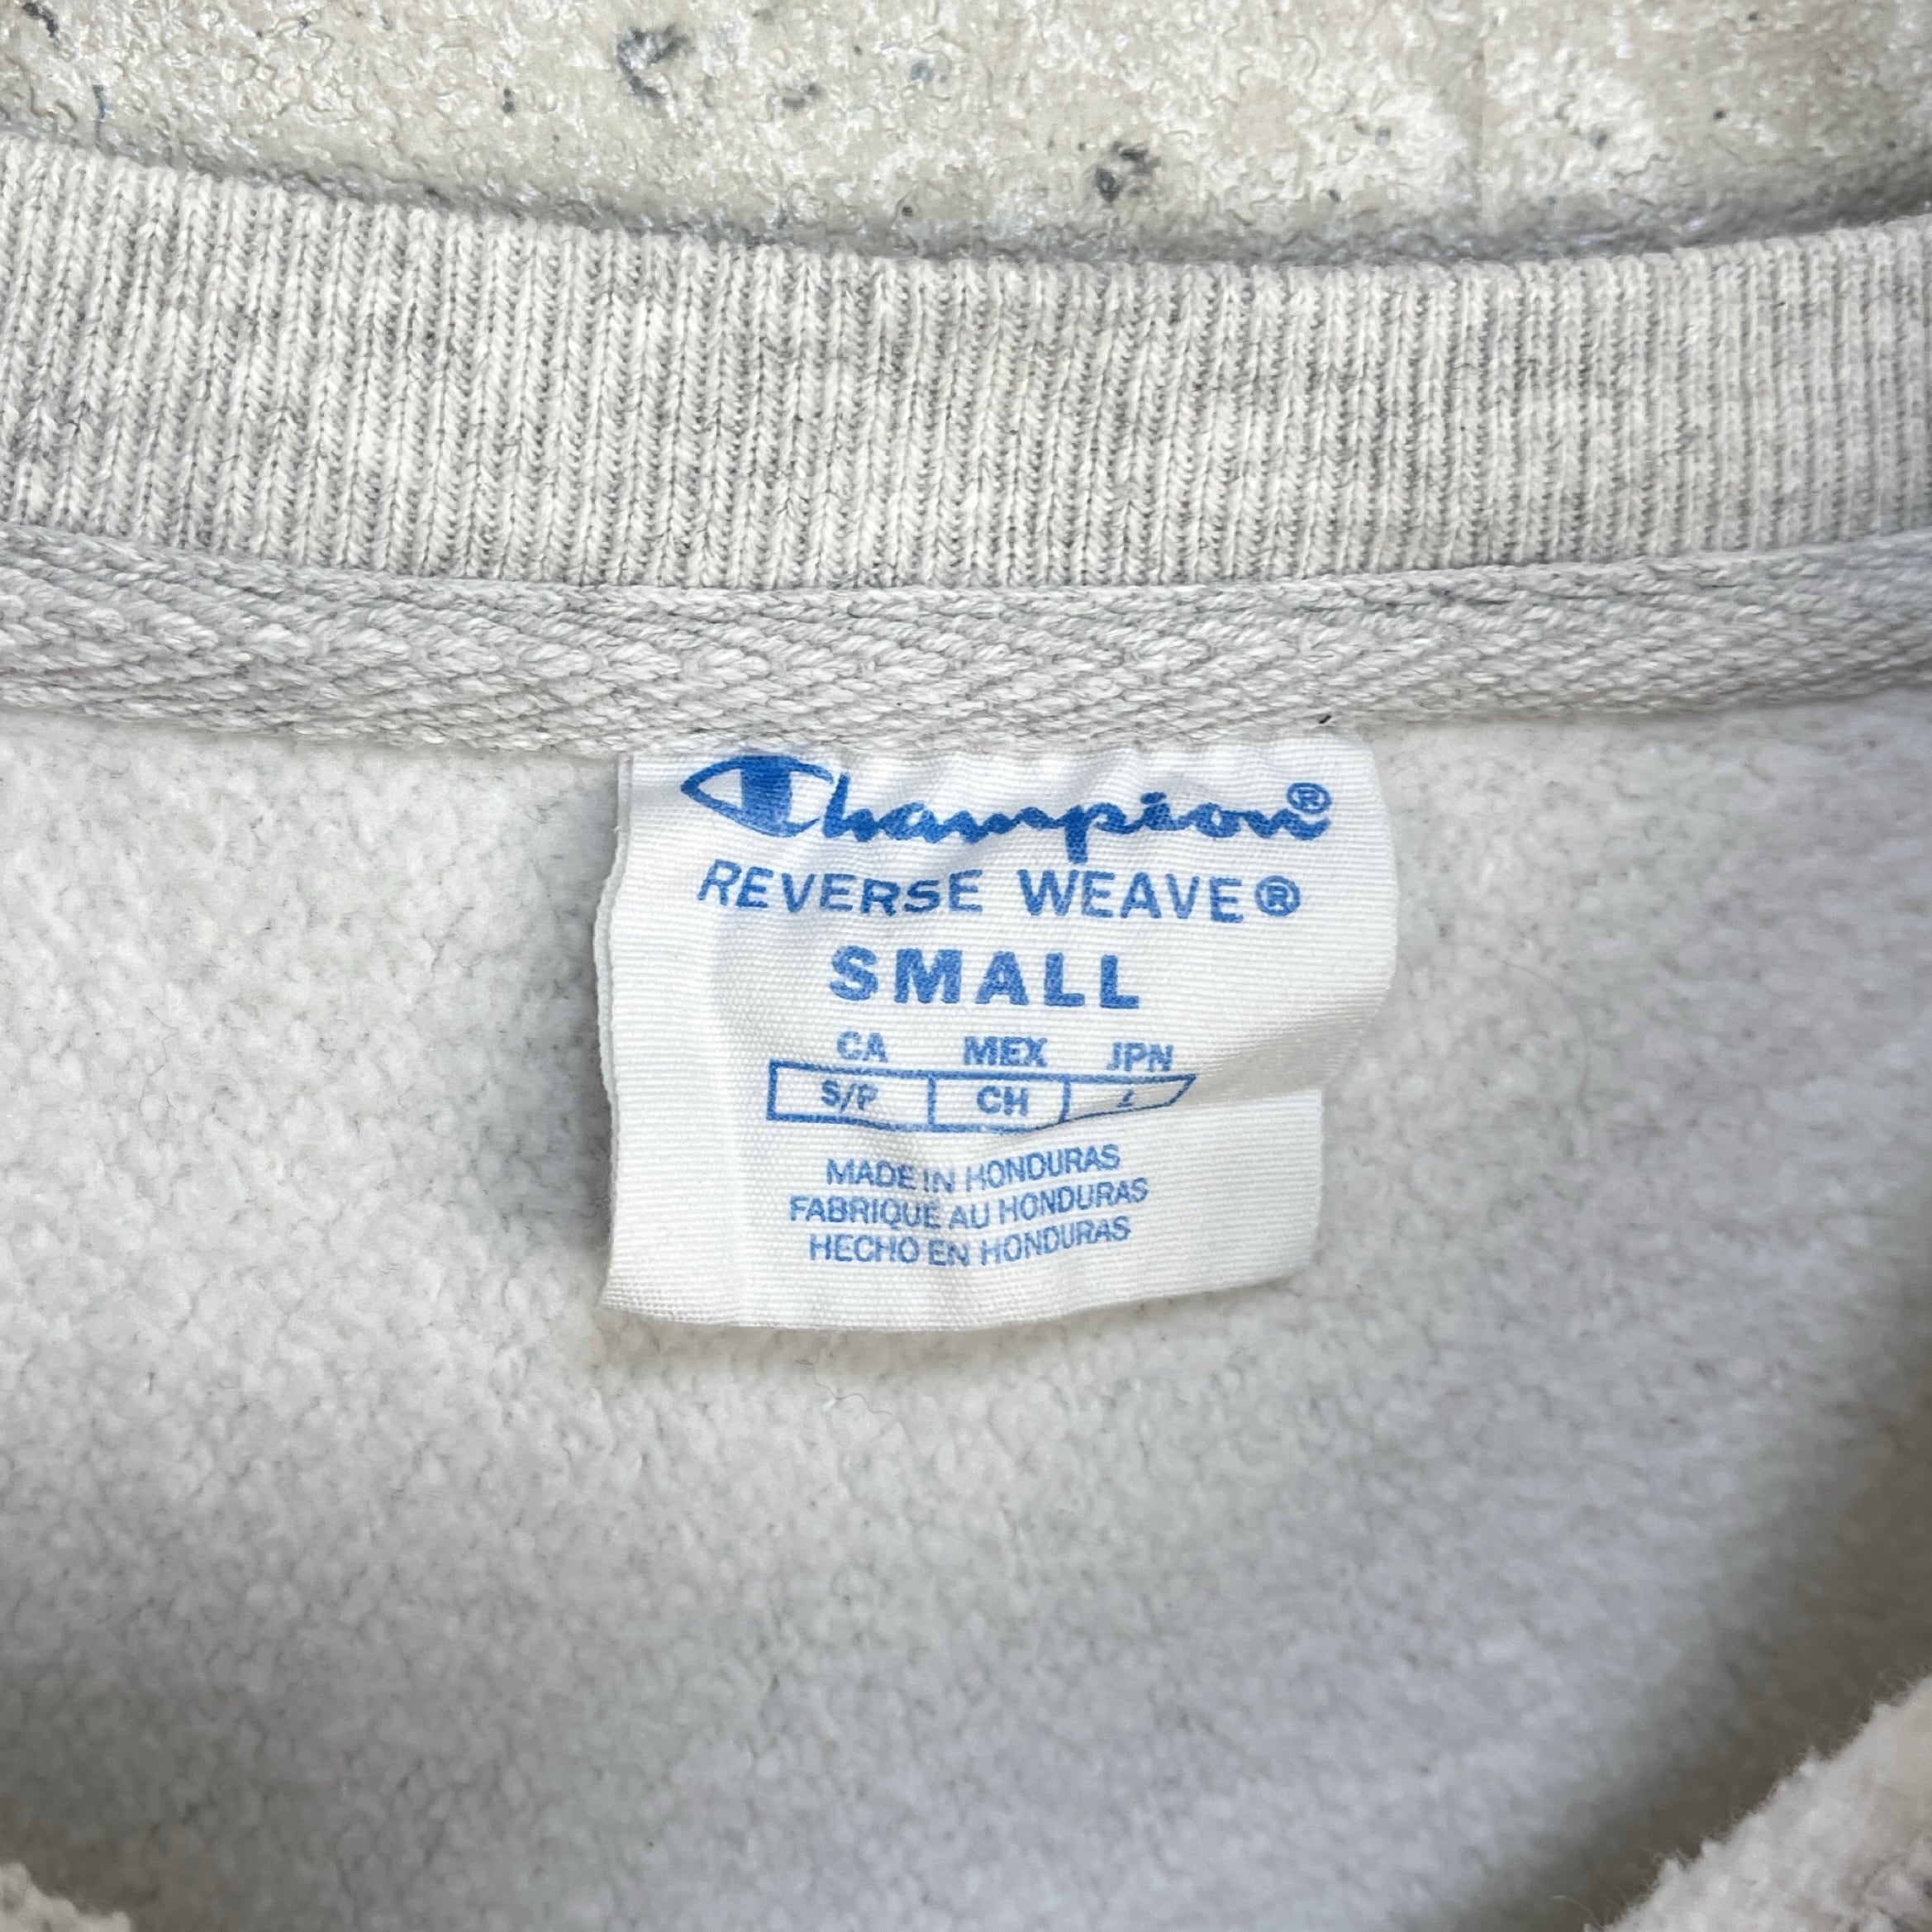 Champion®
REVERSE WEAVE®
SMALL
CA MEX JPN
S/P CH L
MADE IN HONDURAS
FABRIQUE AU HONDURAS
HECHO EN HONDURAS